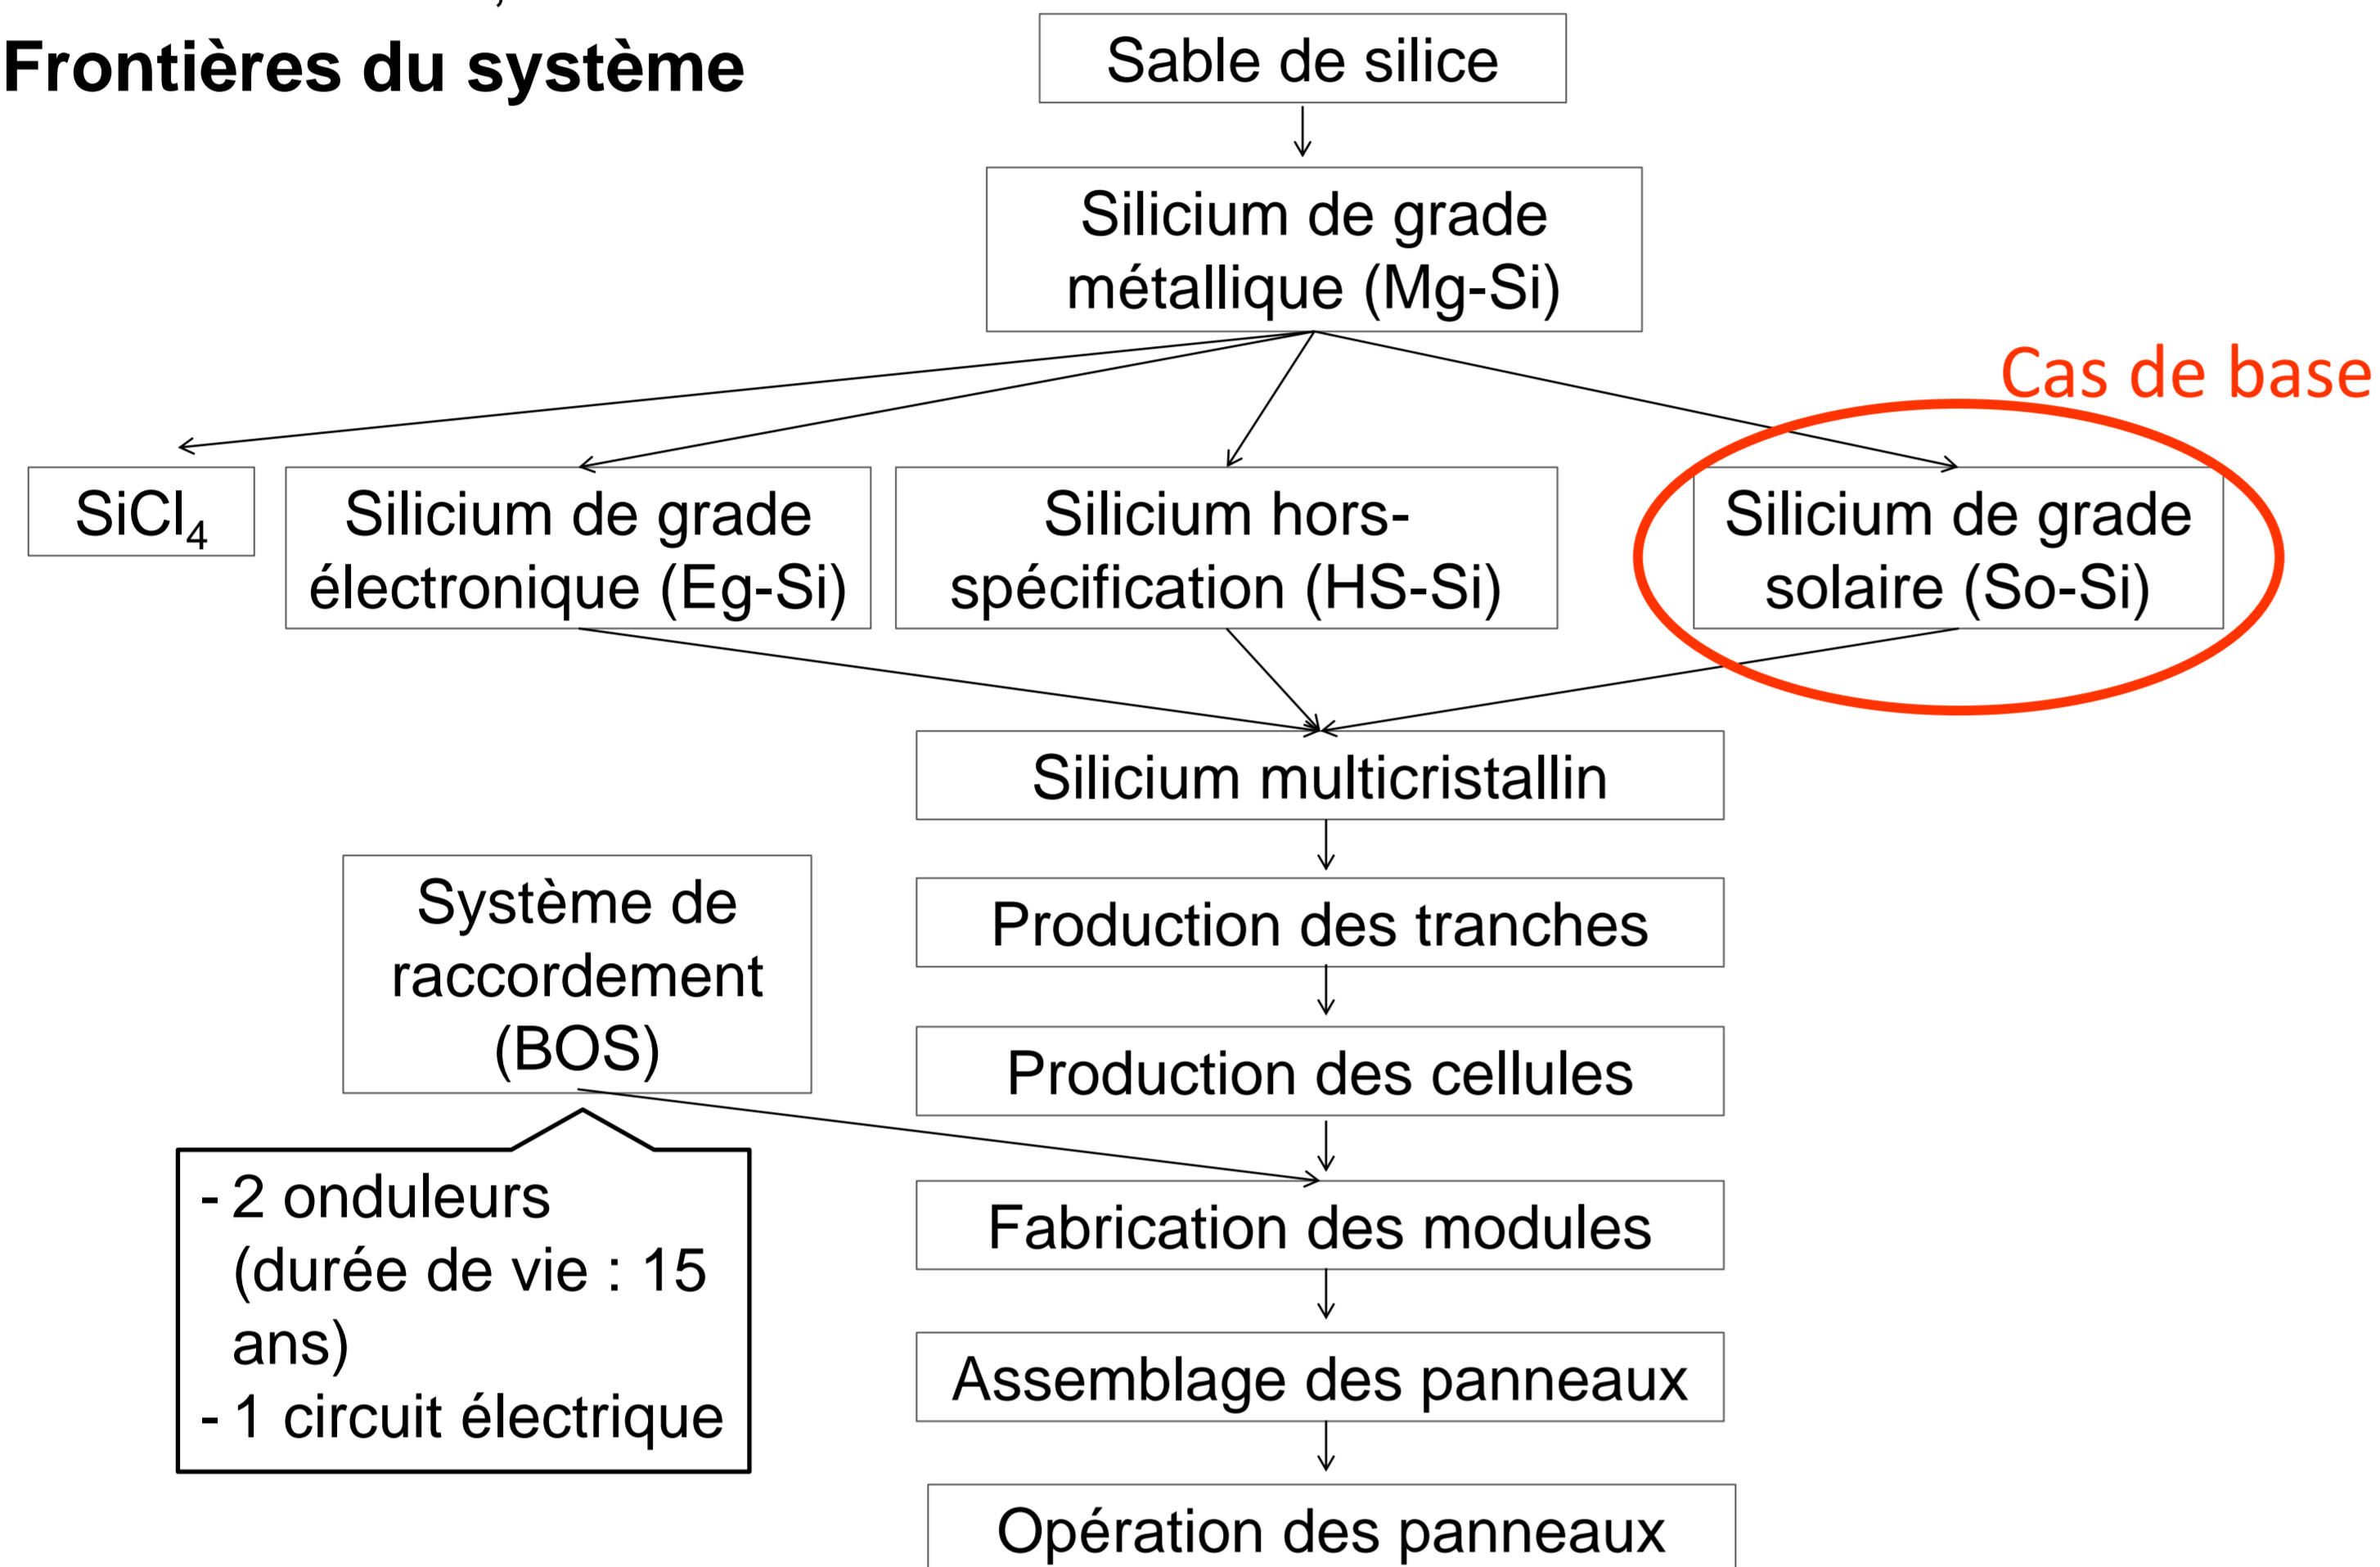 Frontières du système
Sable de silice
Silicium de grade
métallique (Mg-Si)
Cas de base
SiCl₄
Silicium de grade
électronique (Eg-Si)
Silicium hors-
spécification (HS-Si)
Silicium de grade
solaire (So-Si)
Silicium multicristallin
Système de
raccordement
(BOS)
Production des tranches
Production des cellules
- 2 onduleurs
(durée de vie : 15
ans)
- 1 circuit électrique
Fabrication des modules
Assemblage des panneaux
Opération des panneaux